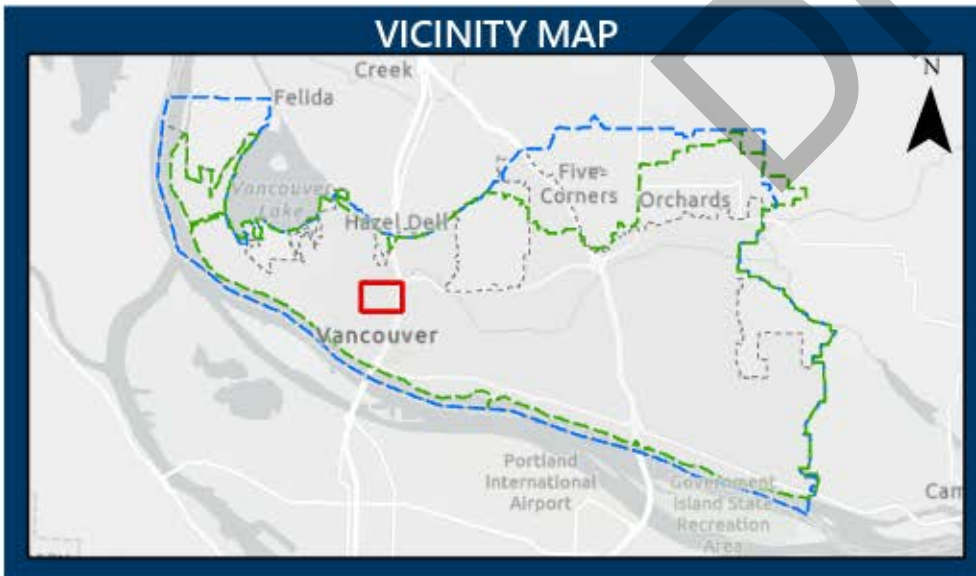 VICINITY MAP
Creek
N
Felida
Vancouver
Lake
Five
Corners
Orchards
Hazel Dell
Vancouver
Portland
International
Airport
Government
Island State
Recreation
Area
Cam